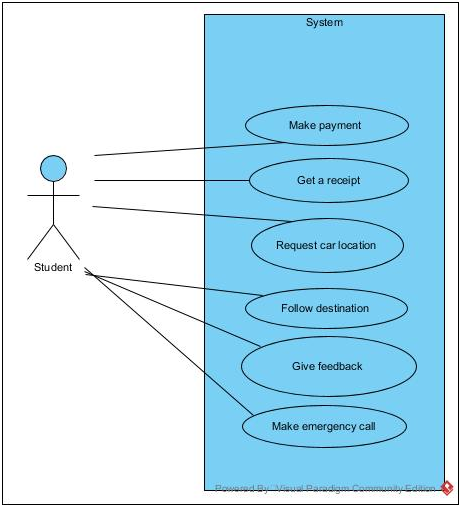 System
Make payment
Get a receipt
Request car location
Student
Follow destination
Give feedback
Make emergency call
Powered By Visual Paradigm Community Edition